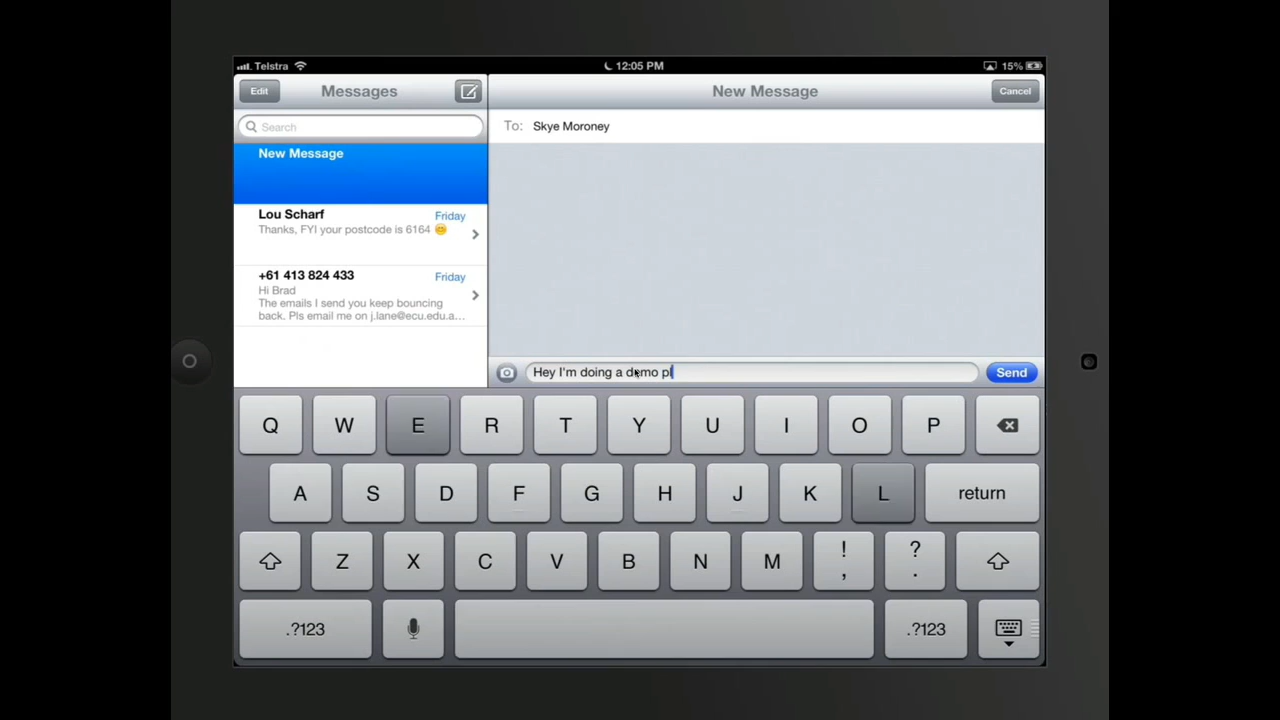 Telstra
12:05 PM
15%
Edit
Messages
New Message
Cancel
Search
To: Skye Moroney
New Message
Lou Scharf
Friday
Thanks, FYI your postcode is 6164 😊
+61 413 824 433
Friday
Hi Brad
The emails I send you keep bouncing
back. Pls email me on j.lane@ecu.edu.a...
Hey I'm doing a demo pl
Send
Q W E R T Y U I O P
A S D F G H J K L return
Z X C V B N M ! , ? .
.?123 .?123